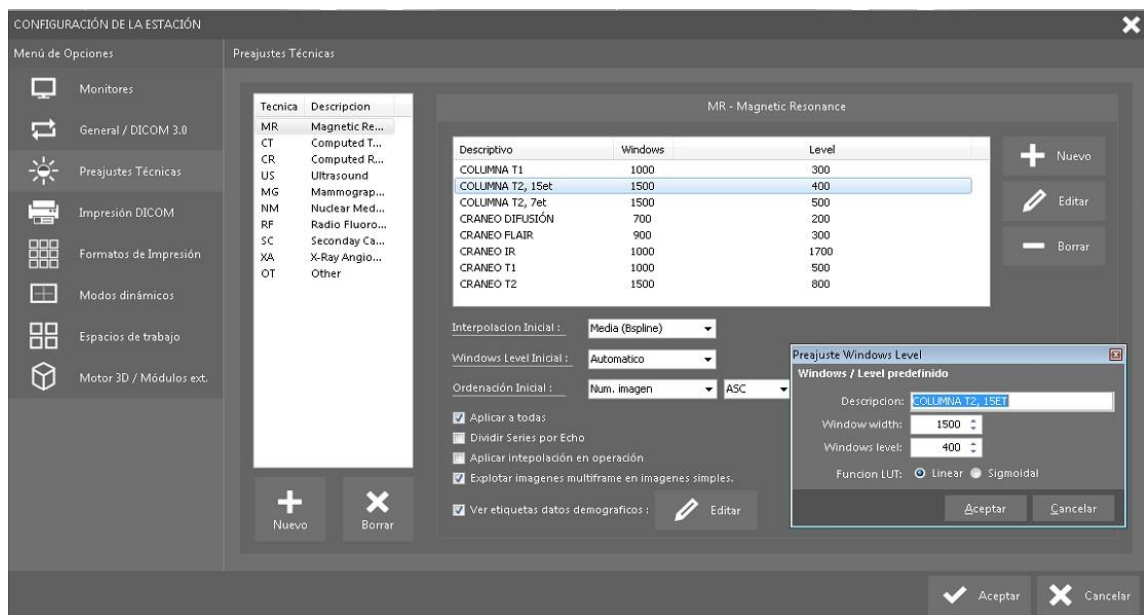 CONFIGURACIÓN DE LA ESTACIÓN
Menú de Opciones
Monitores
General / DICOM 3.0
Preajustes Técnicas
Impresión DICOM
Formatos de Impresión
Modos dinámicos
Espacios de trabajo
Motor 3D / Módulos ext.
Preajustes Técnicas
Tecnica Descripcion
MR Magnetic Re...
CT Computed T...
CR Computed R...
US Ultrasound
MG Mammograp...
NM Nuclear Med...
RF Radio Fluoro...
SC Seconday Ca...
XA X-Ray Angio...
OT Other
Nuevo
Borrar
MR - Magnetic Resonance
Descriptivo Windows Level
COLUMNA T1 1000 300
COLUMNA T2, 15et 1500 400
COLUMNA T2, 7et 1500 500
CRANEO DIFUSIÓN 700 200
CRANEO FLAIR 900 300
CRANEO IR 1000 1700
CRANEO T1 1000 500
CRANEO T2 1500 800
Nuevo
Editar
Borrar
Interpolacion Inicial : Media (Bspline)
Windows Level Inicial : Automatico
Ordenación Inicial : Num. imagen ASC
Aplicar a todas
Dividir Series por Echo
Aplicar intepolación en operación
Explotar imagenes multiframe en imagenes simples.
Ver etiquetas datos demograficos : Editar
Preajuste Windows Level
Windows / Level predefinido
Descripcion: COLUMNA T2, 15ET
Window width: 1500
Windows level: 400
Funcion LUT: Linear Sigmoidal
Aceptar Cancelar
Aceptar Cancelar